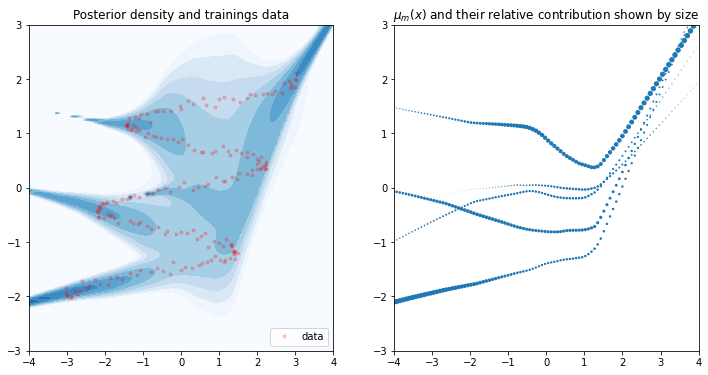 Posterior density and trainings data
3
2
1
0
−1
−2
−3
−4 −3 −2 −1 0 1 2 3 4
data
μm(x) and their relative contribution shown by size
3
2
1
0
−1
−2
−3
−4 −3 −2 −1 0 1 2 3 4